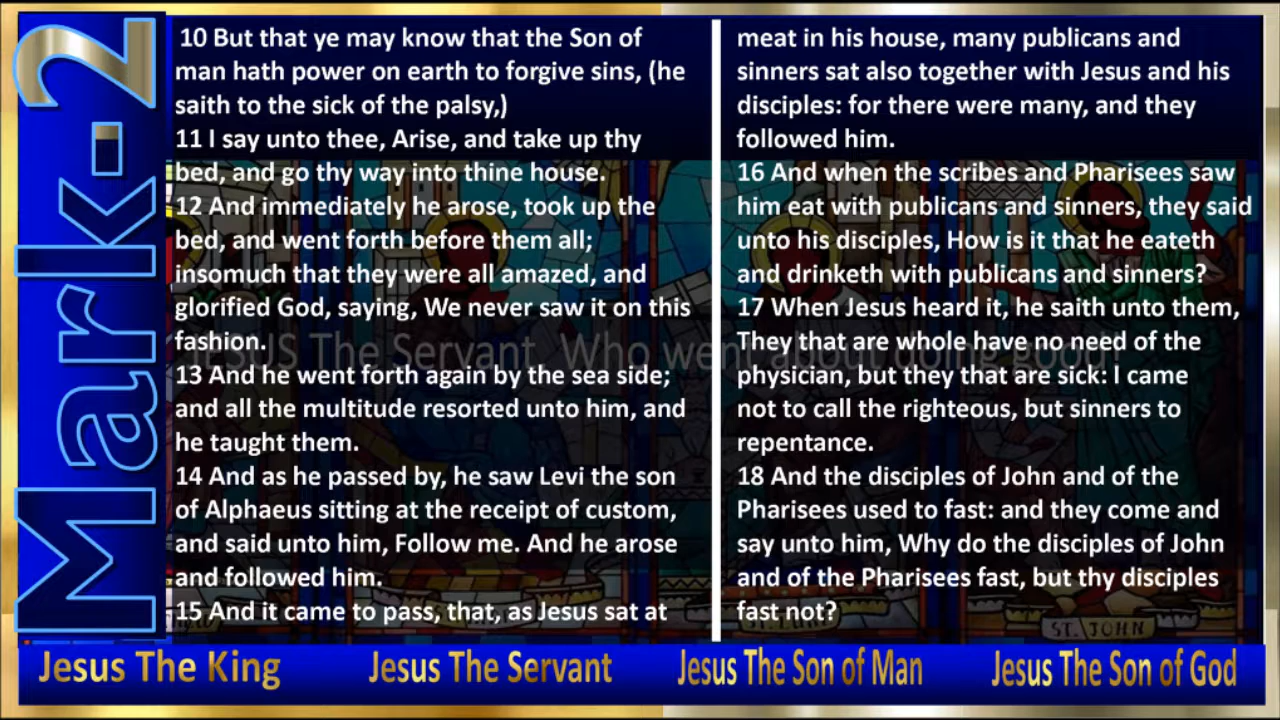 Mark-2
10 But that ye may know that the Son of
man hath power on earth to forgive sins, (he
saith to the sick of the palsy,)
11 I say unto thee, Arise, and take up thy
bed, and go thy way into thine house.
12 And immediately he arose, took up the
bed, and went forth before them all;
insomuch that they were all amazed, and
glorified God, saying, We never saw it on this
fashion.
13 And he went forth again by the sea side;
and all the multitude resorted unto him, and
he taught them.
14 And as he passed by, he saw Levi the son
of Alphaeus sitting at the receipt of custom,
and said unto him, Follow me. And he arose
and followed him.
15 And it came to pass, that, as Jesus sat at
meat in his house, many publicans and
sinners sat also together with Jesus and his
disciples: for there were many, and they
followed him.
16 And when the scribes and Pharisees saw
him eat with publicans and sinners, they said
unto his disciples, How is it that he eateth
and drinketh with publicans and sinners?
17 When Jesus heard it, he saith unto them,
They that are whole have no need of the
physician, but they that are sick: I came
not to call the righteous, but sinners to
repentance.
18 And the disciples of John and of the
Pharisees used to fast: and they come and
say unto him, Why do the disciples of John
and of the Pharisees fast, but thy disciples
fast not?
JESUS The Servant Who went about doing good!
ST. JOHN
Jesus The King
Jesus The Servant
Jesus The Son of Man
Jesus The Son of God